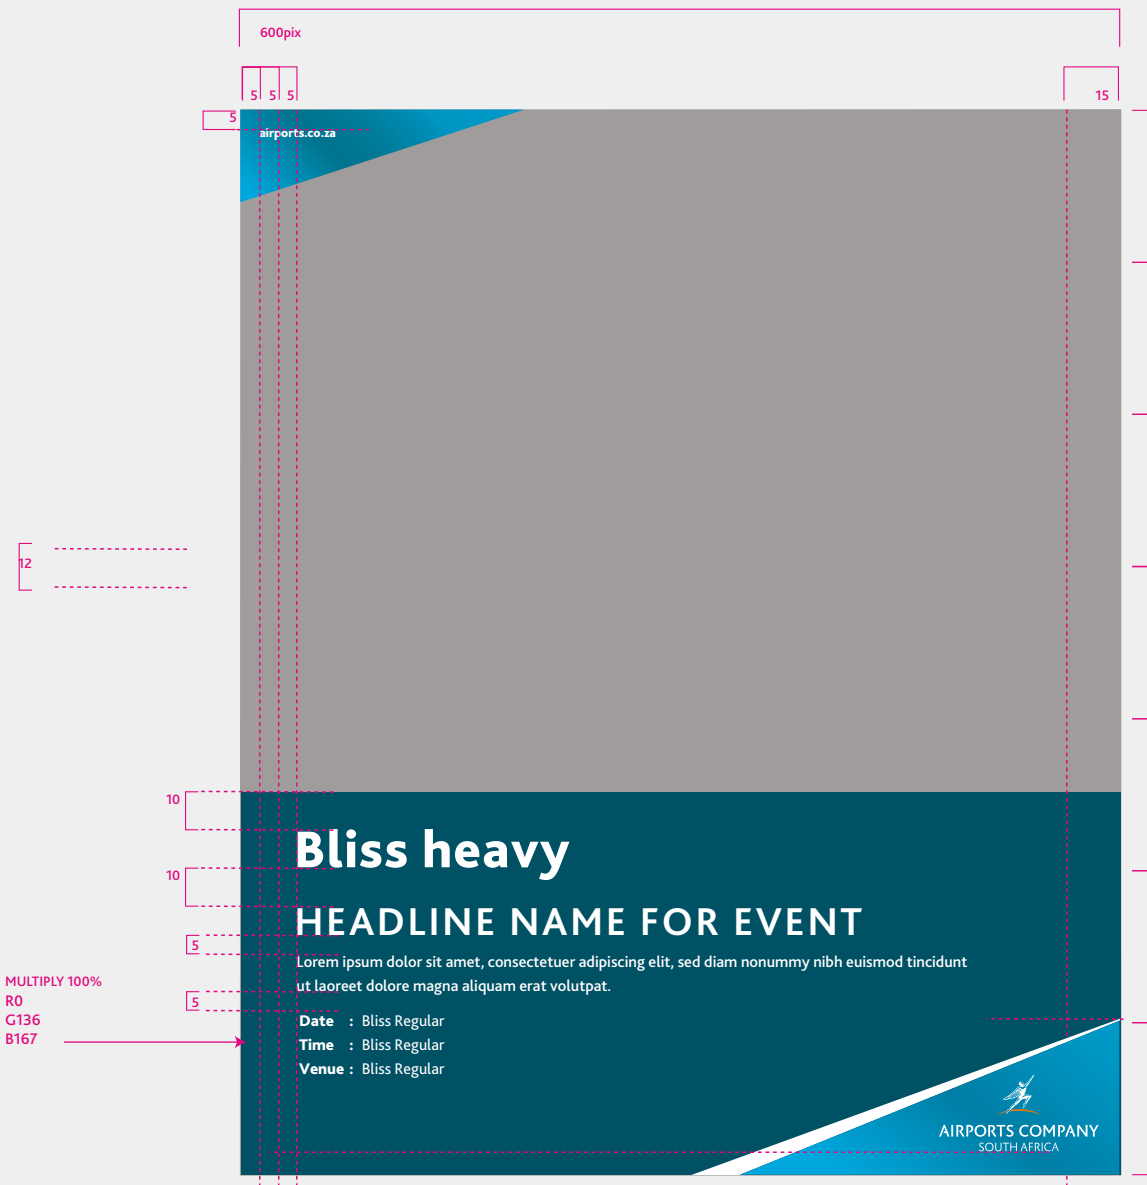 600pix
5 5 5
15
5
airports.co.za
12
10
Bliss heavy
10
HEADLINE NAME FOR EVENT
5
Lorem ipsum dolor sit amet, consectetuer adipiscing elit, sed diam nonummy nibh euismod tincidunt
ut laoreet dolore magna aliquam erat volutpat.
5
MULTIPLY 100%
R0
G136
B167
Date : Bliss Regular
Time : Bliss Regular
Venue : Bliss Regular
AIRPORTS COMPANY
SOUTH AFRICA